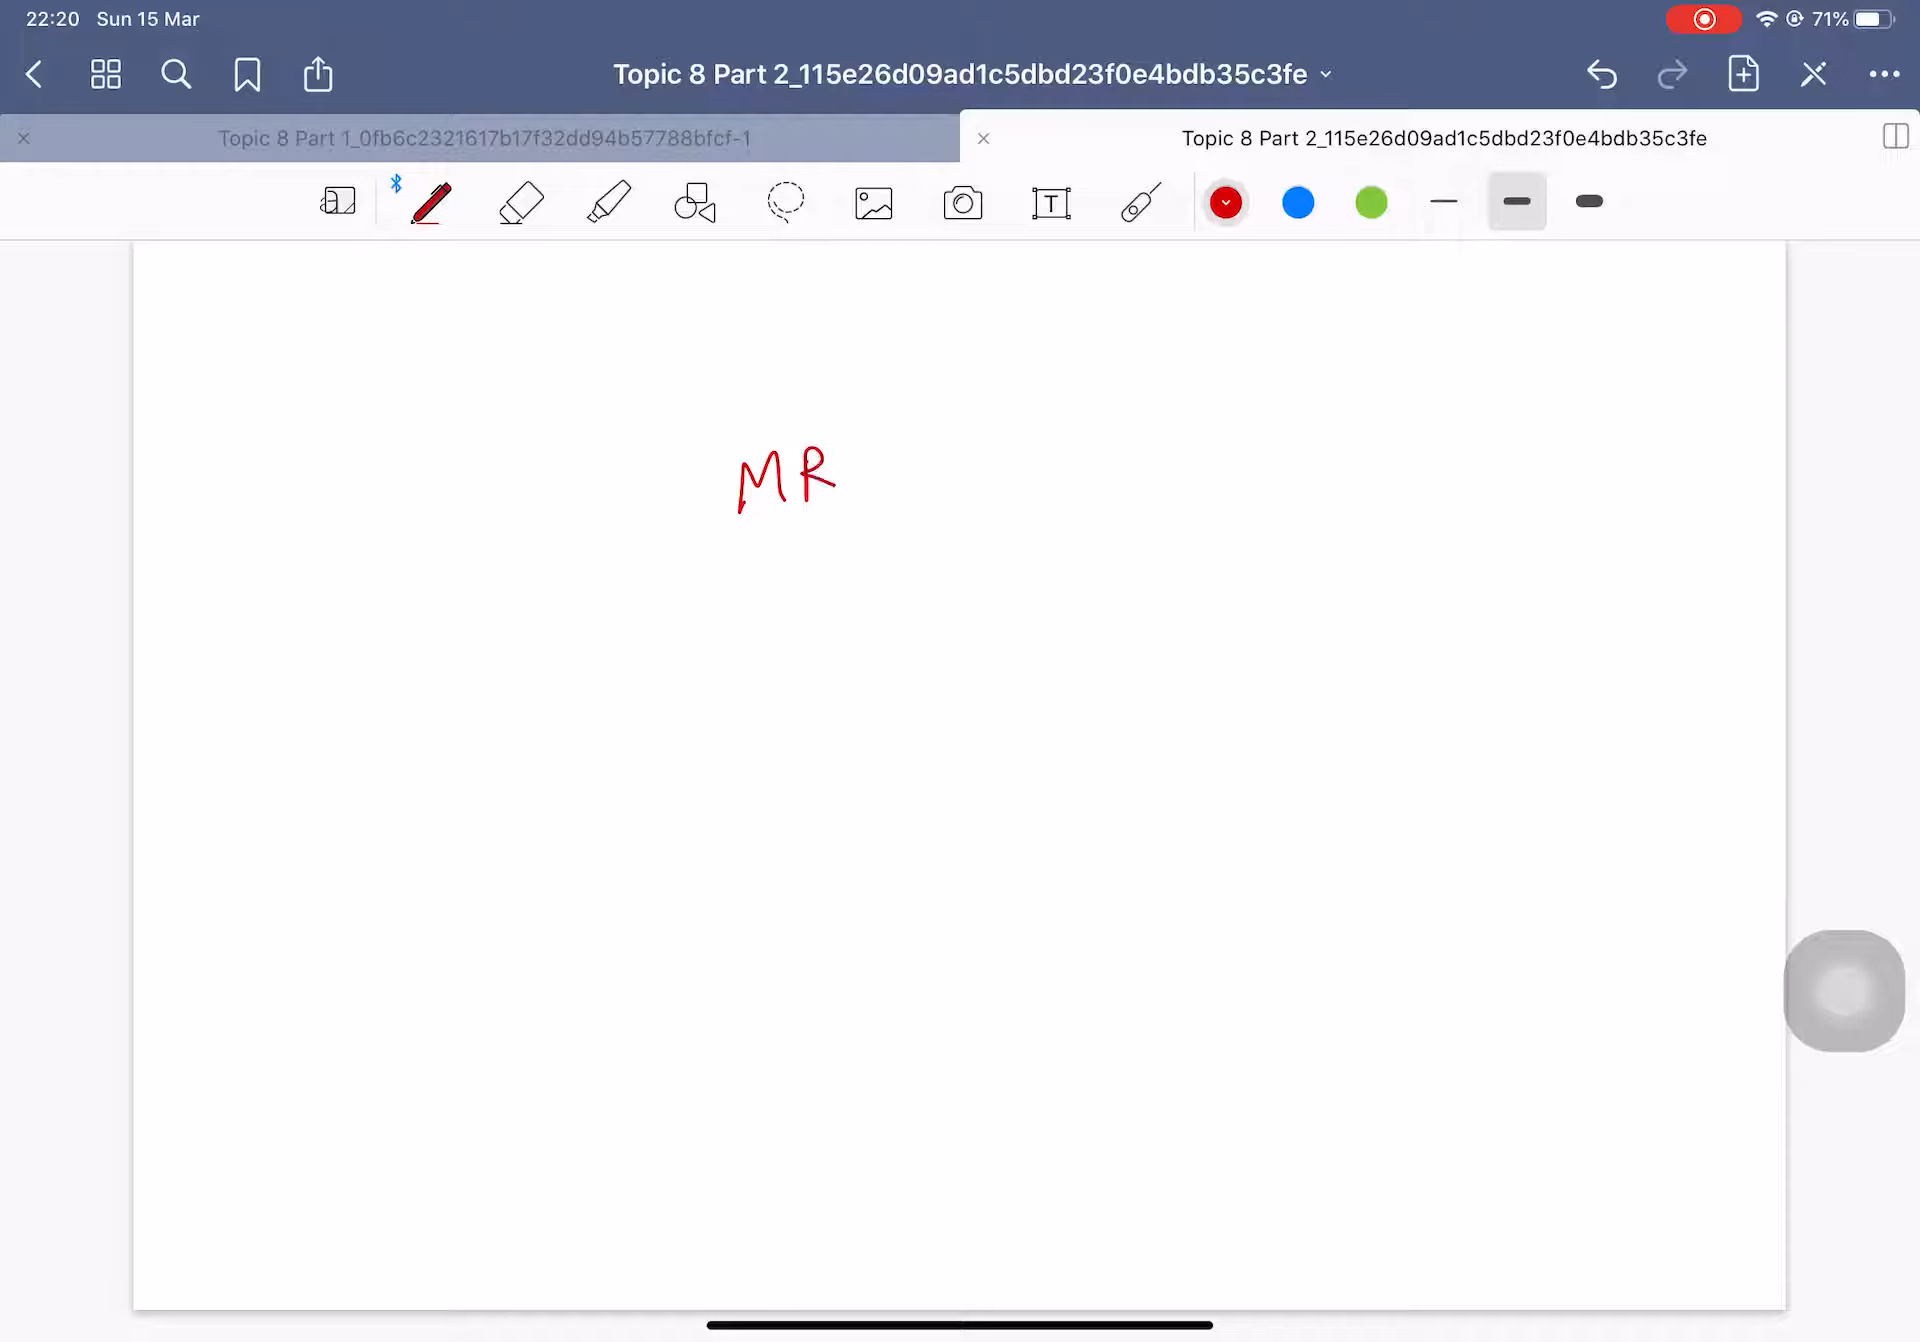 22:20 Sun 15 Mar 71%
Topic 8 Part 2_115e26d09ad1c5dbd23f0e4bdb35c3fe
Topic 8 Part 1_0fb6c2321617b17f32dd94b57788bfcf-1
Topic 8 Part 2_115e26d09ad1c5dbd23f0e4bdb35c3fe
MR